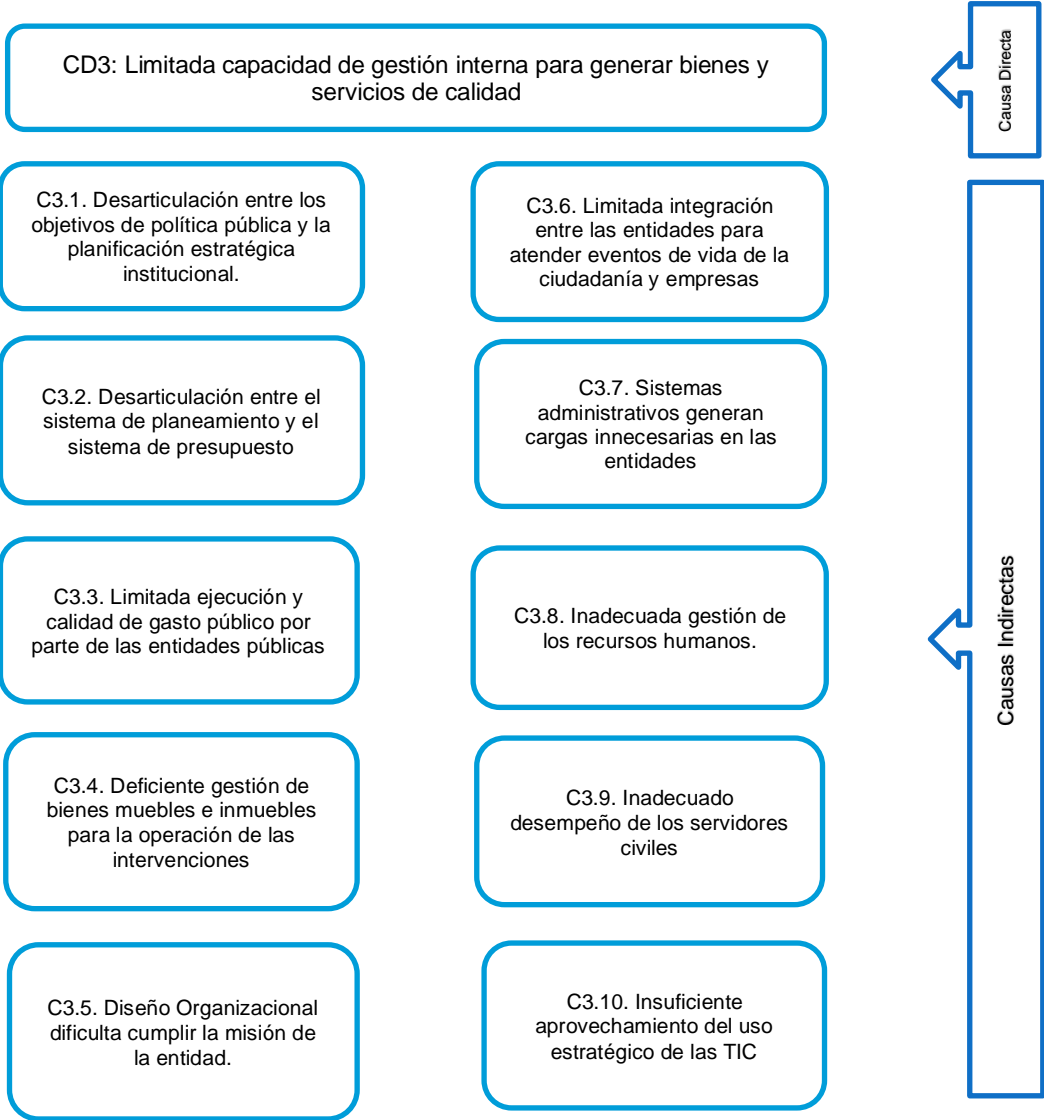 CD3: Limitada capacidad de gestión interna para generar bienes y
servicios de calidad
Causa Directa
C3.1. Desarticulación entre los
objetivos de política pública y la
planificación estratégica
institucional.
C3.2. Desarticulación entre el
sistema de planeamiento y el
sistema de presupuesto
C3.3. Limitada ejecución y
calidad de gasto público por
parte de las entidades públicas
C3.4. Deficiente gestión de
bienes muebles e inmuebles
para la operación de las
intervenciones
C3.5. Diseño Organizacional
dificulta cumplir la misión de
la entidad.
C3.6. Limitada integración
entre las entidades para
atender eventos de vida de la
ciudadanía y empresas
C3.7. Sistemas
administrativos generan
cargas innecesarias en las
entidades
C3.8. Inadecuada gestión de
los recursos humanos.
C3.9. Inadecuado
desempeño de los servidores
civiles
C3.10. Insuficiente
aprovechamiento del uso
estratégico de las TIC
Causas Indirectas